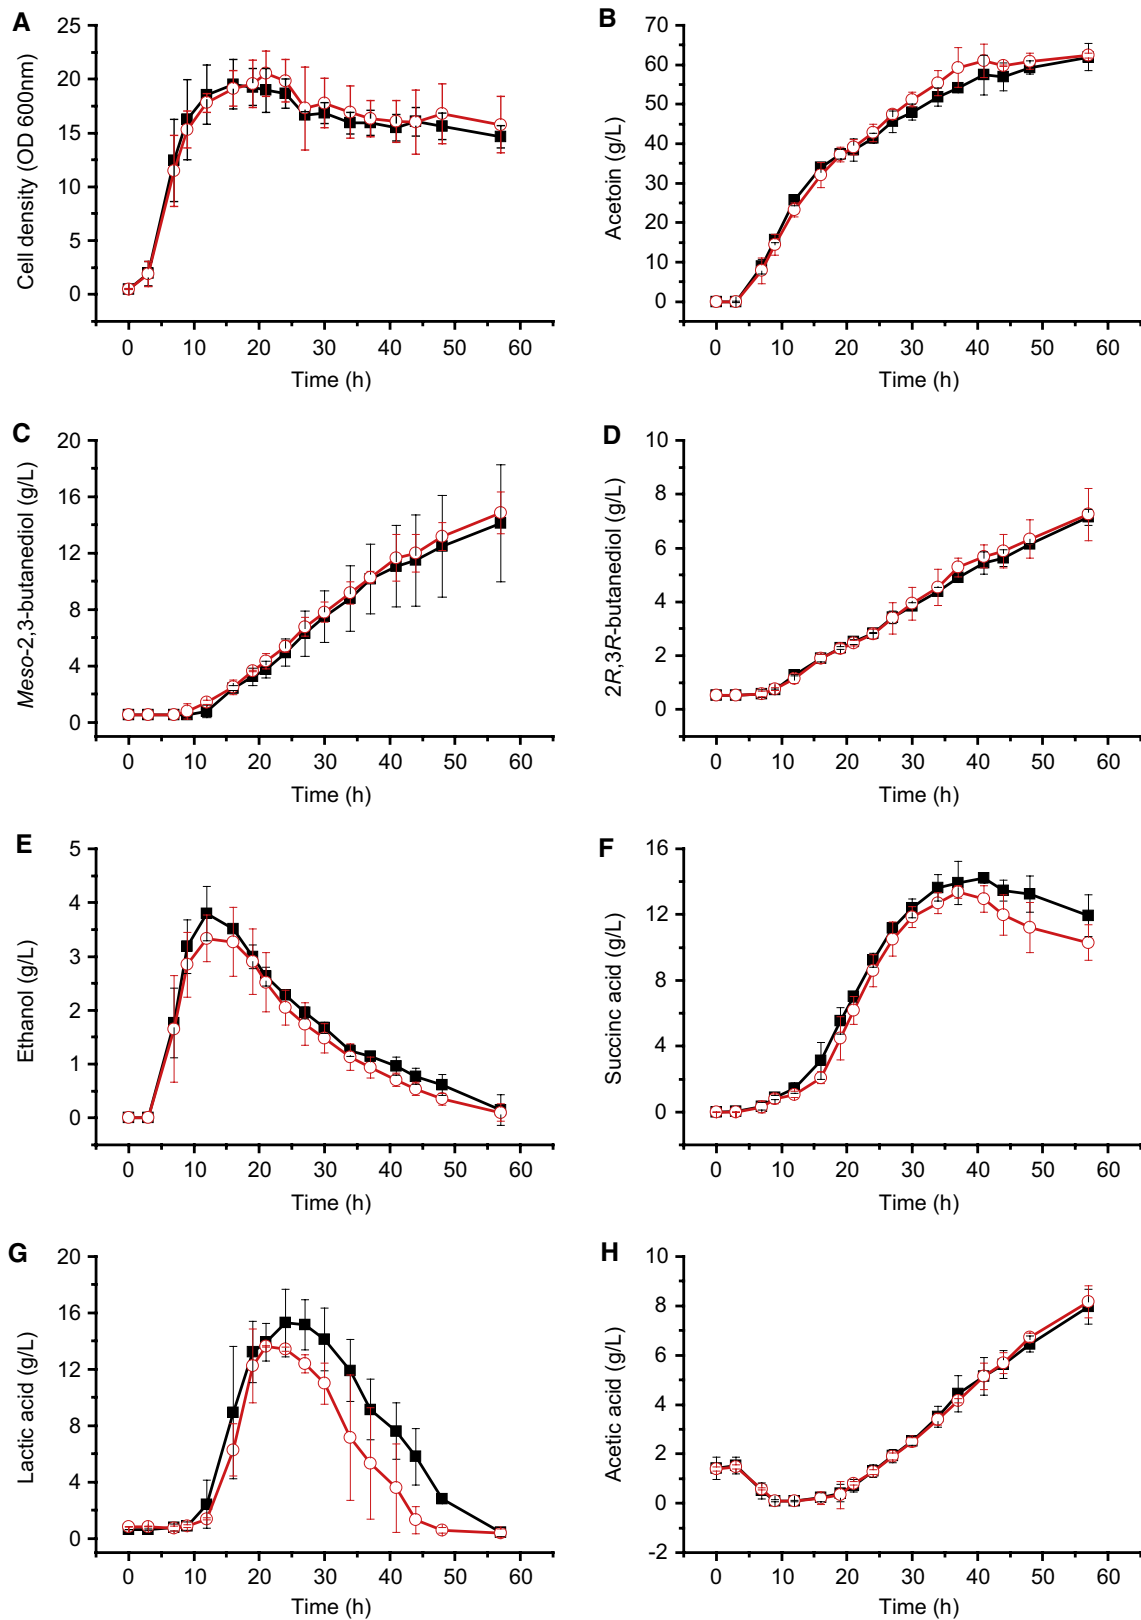 A
25
20
15
10
5
0
Cell density (OD 600nm)
0 10 20 30 40 50 60
Time (h)
B
70
60
50
40
30
20
10
0
Acetoin (g/L)
0 10 20 30 40 50 60
Time (h)
C
20
16
12
8
4
0
Meso-2,3-butanediol (g/L)
0 10 20 30 40 50 60
Time (h)
D
10
8
6
4
2
0
2R,3R-butanediol (g/L)
0 10 20 30 40 50 60
Time (h)
E
5
4
3
2
1
0
Ethanol (g/L)
0 10 20 30 40 50 60
Time (h)
F
16
12
8
4
0
Succinc acid (g/L)
0 10 20 30 40 50 60
Time (h)
G
20
16
12
8
4
0
Lactic acid (g/L)
0 10 20 30 40 50 60
Time (h)
H
10
8
6
4
2
0
-2
Acetic acid (g/L)
0 10 20 30 40 50 60
Time (h)